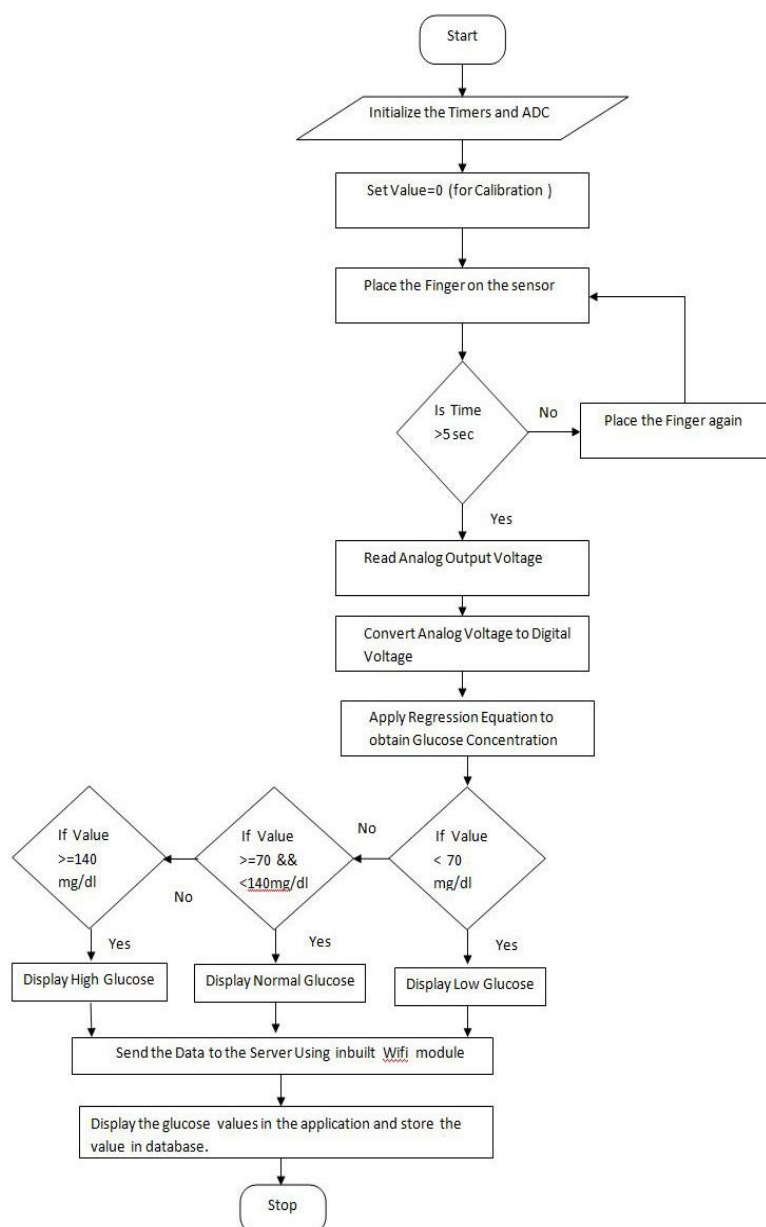 Start
Initialize the Timers and ADC
Set Value=0 (for Calibration )
Place the Finger on the sensor
Is Time
>5 sec
No
Place the Finger again
Yes
Read Analog Output Voltage
Convert Analog Voltage to Digital
Voltage
Apply Regression Equation to
obtain Glucose Concentration
If Value
>=140
mg/dl
No
If Value
>=70 &&
<140mg/dl
No
If Value
< 70
mg/dl
Yes
Yes
Yes
Display High Glucose
Display Normal Glucose
Display Low Glucose
Send the Data to the Server Using inbuilt Wifi module
Display the glucose values in the application and store the
value in database.
Stop